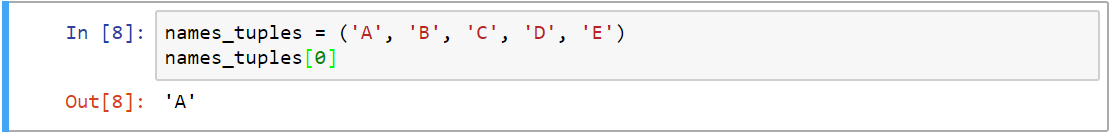 In [8]: names_tuples = ('A', 'B', 'C', 'D', 'E')
names_tuples[0]
Out[8]: 'A'